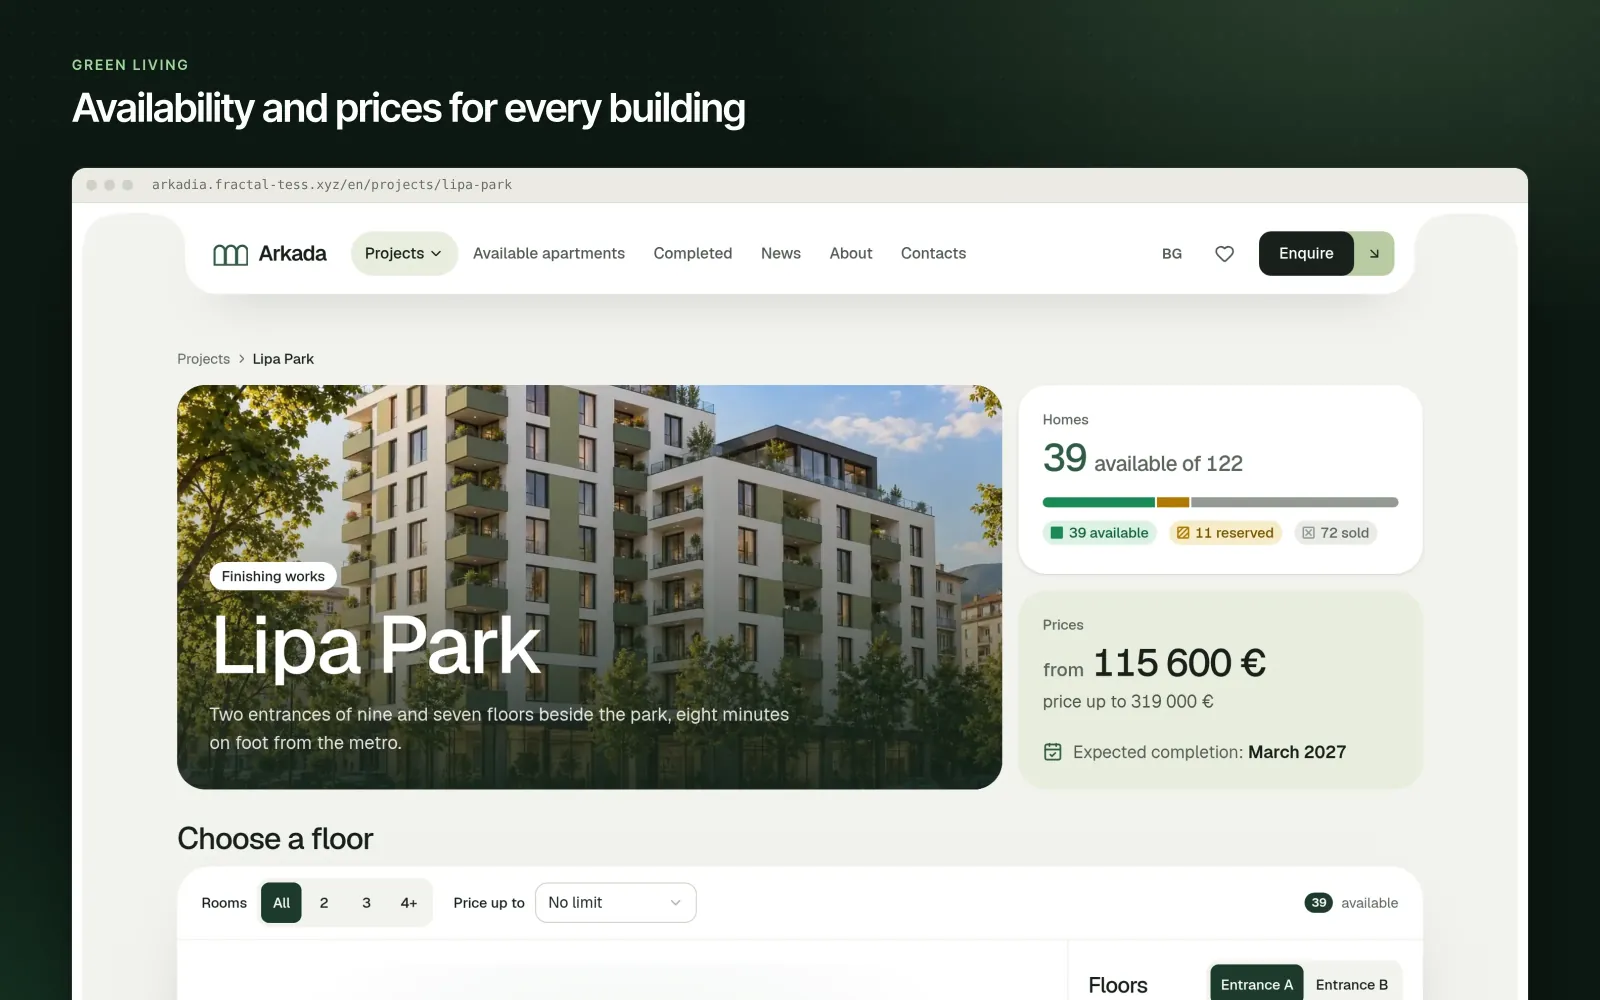 GREEN LIVING
Availability and prices for every building
arkadia.fractal-tess.xyz/en/projects/lipa-park
Arkada
Projects
Available apartments
Completed
News
About
Contacts
BG
Enquire
Projects > Lipa Park
Finishing works
Lipa Park
Two entrances of nine and seven floors beside the park, eight minutes
on foot from the metro.
Homes
39 available of 122
39 available
11 reserved
72 sold
Prices
from 115 600 €
price up to 319 000 €
Expected completion: March 2027
Choose a floor
Rooms
All
2
3
4+
Price up to
No limit
39 available
Floors
Entrance A
Entrance B